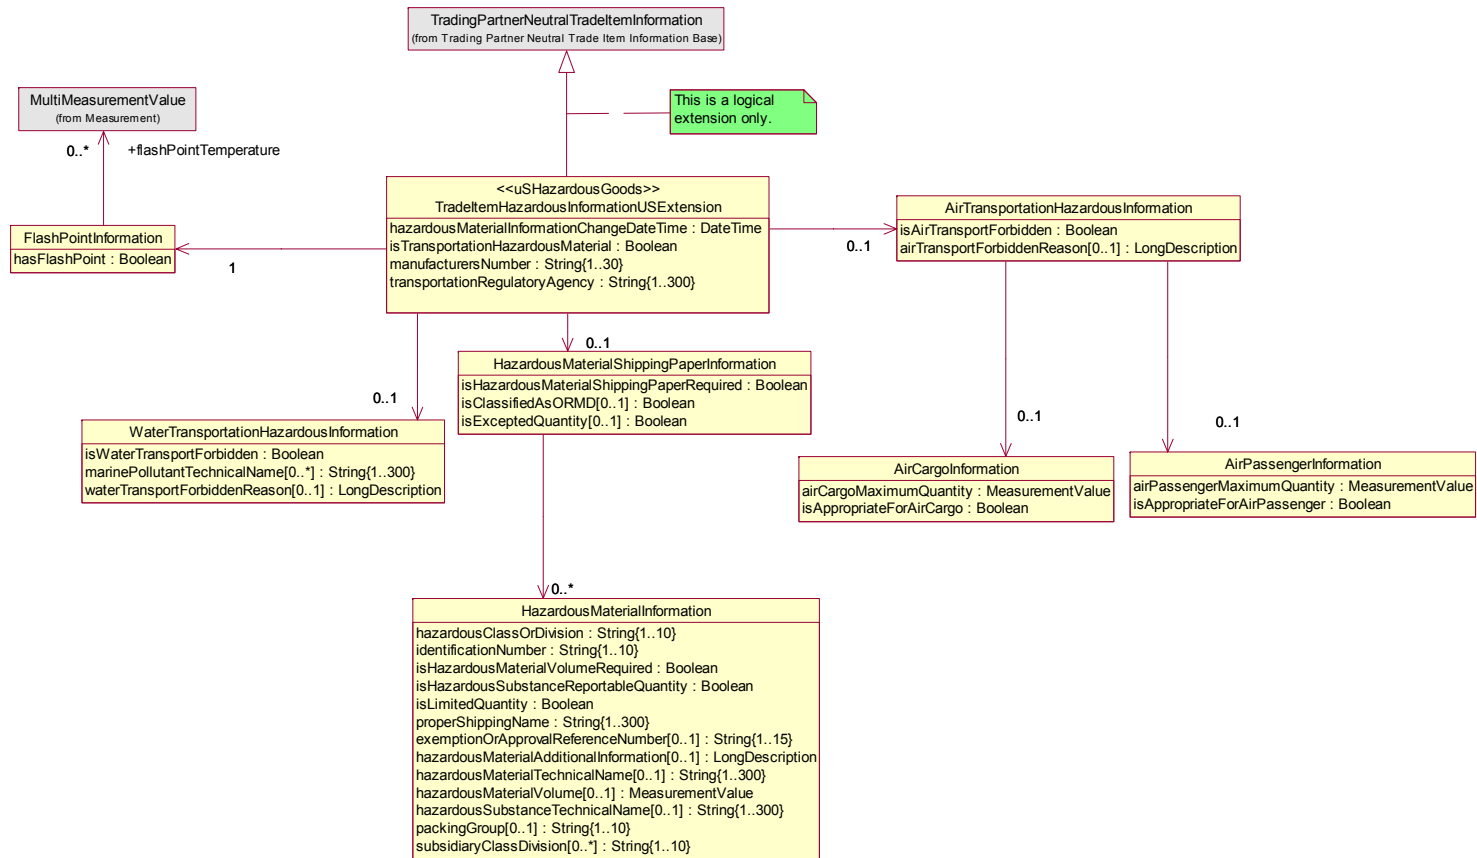 TradingPartnerNeutralTradeItemInformation
(from Trading Partner Neutral Trade Item Information Base)
This is a logical
extension only.
MultiMeasurementValue
(from Measurement)
0..*
+flashPointTemperature
<<uSHazardousGoods>>
TradeItemHazardousInformationUSExtension
hazardousMaterialInformationChangeDateTime : DateTime
isTransportationHazardousMaterial : Boolean
manufacturersNumber : String{1..30}
transportationRegulatoryAgency : String{1..300}
FlashPointInformation
hasFlashPoint : Boolean
1
0..1
AirTransportationHazardousInformation
isAirTransportForbidden : Boolean
airTransportForbiddenReason[0..1] : LongDescription
0..1
HazardousMaterialShippingPaperInformation
isHazardousMaterialShippingPaperRequired : Boolean
isClassifiedAsORMD[0..1] : Boolean
isExceptedQuantity[0..1] : Boolean
0..1
WaterTransportationHazardousInformation
isWaterTransportForbidden : Boolean
marinePollutantTechnicalName[0..*] : String{1..300}
waterTransportForbiddenReason[0..1] : LongDescription
0..1
0..1
AirCargoInformation
airCargoMaximumQuantity : MeasurementValue
isAppropriateForAirCargo : Boolean
AirPassengerInformation
airPassengerMaximumQuantity : MeasurementValue
isAppropriateForAirPassenger : Boolean
0..*
HazardousMaterialInformation
hazardousClassOrDivision : String{1..10}
identificationNumber : String{1..10}
isHazardousMaterialVolumeRequired : Boolean
isHazardousSubstanceReportableQuantity : Boolean
isLimitedQuantity : Boolean
properShippingName : String{1..300}
exemptionOrApprovalReferenceNumber[0..1] : String{1..15}
hazardousMaterialAdditionalInformation[0..1] : LongDescription
hazardousMaterialTechnicalName[0..1] : String{1..300}
hazardousMaterialVolume[0..1] : MeasurementValue
hazardousSubstanceTechnicalName[0..1] : String{1..300}
packingGroup[0..1] : String{1..10}
subsidiaryClassDivision[0..*] : String{1..10}